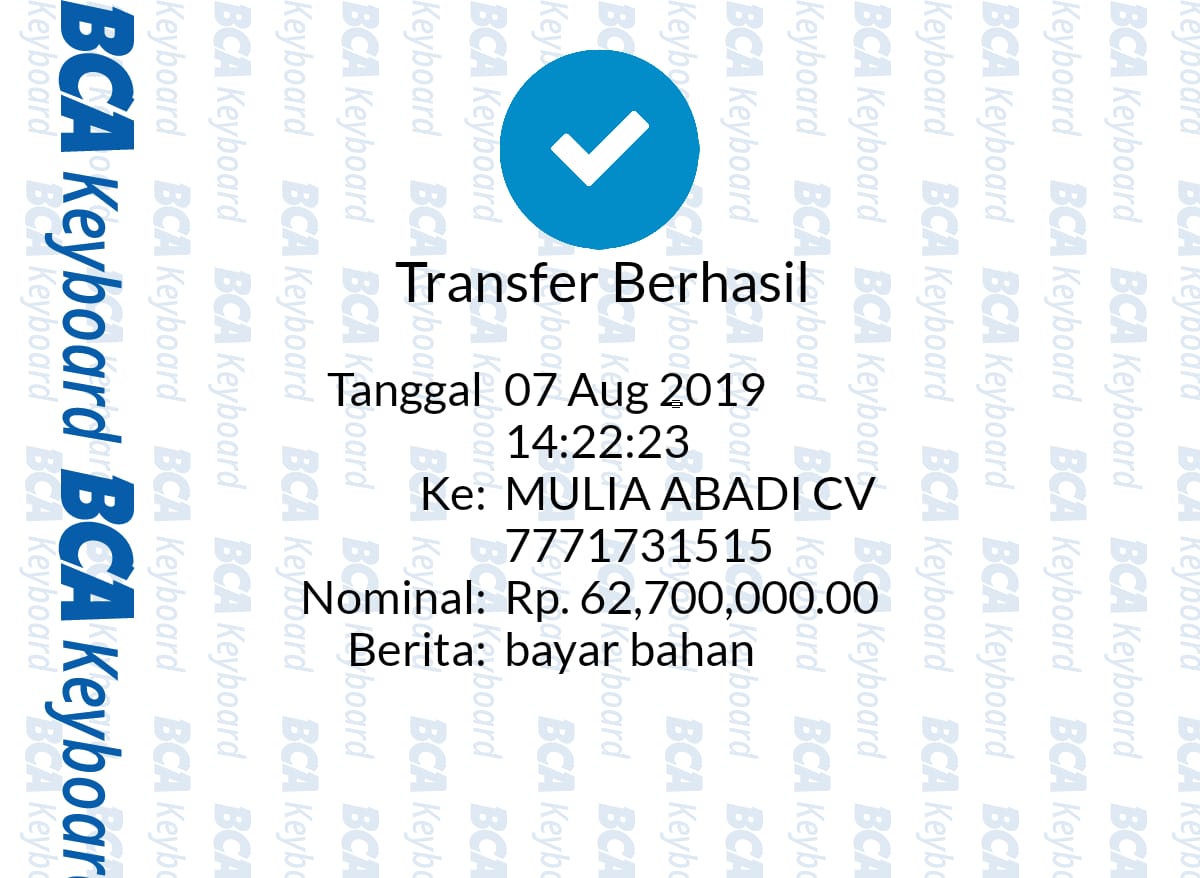 BCA Keyboard BCA Keyboard
Transfer Berhasil
Tanggal 07 Aug 2019
14:22:23
Ke: MULIA ABADI CV
7771731515
Nominal: Rp. 62,700,000.00
Berita: bayar bahan